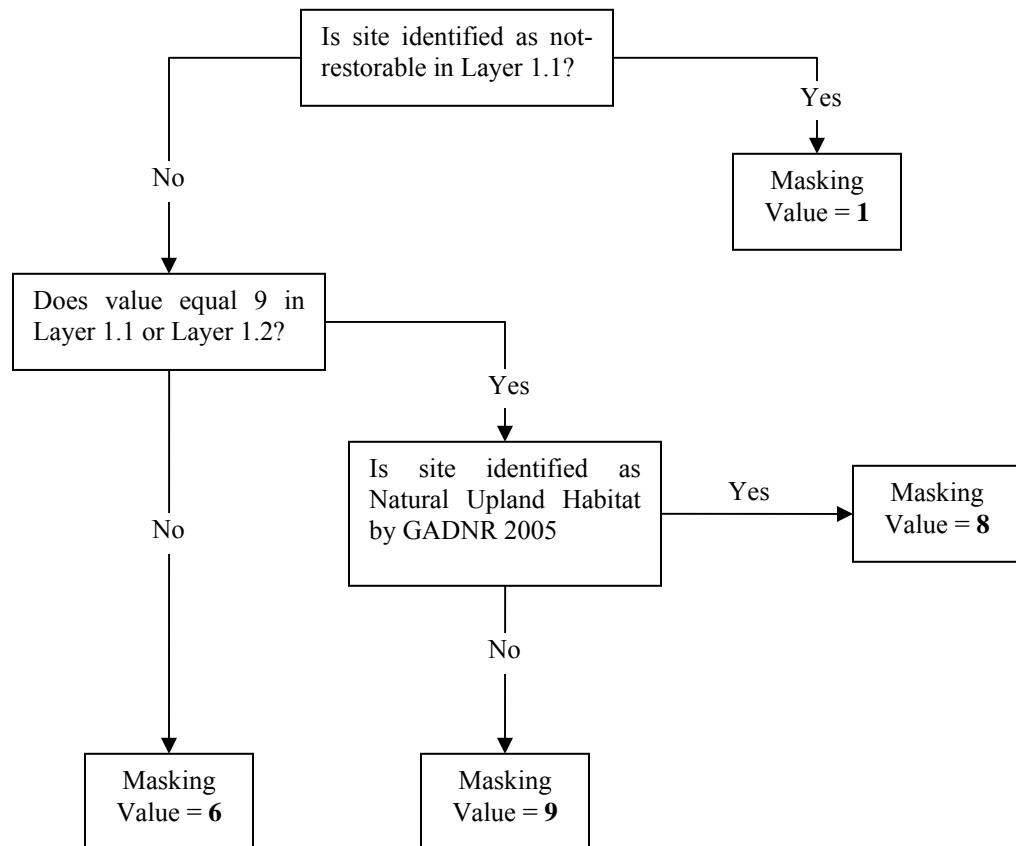 Is site identified as not-
restorable in Layer 1.1?
Yes
No
Masking
Value = 1
Does value equal 9 in
Layer 1.1 or Layer 1.2?
Yes
No
Is site identified as
Natural Upland Habitat
by GADNR 2005
Yes
Masking
Value = 8
No
Masking
Value = 6
Masking
Value = 9